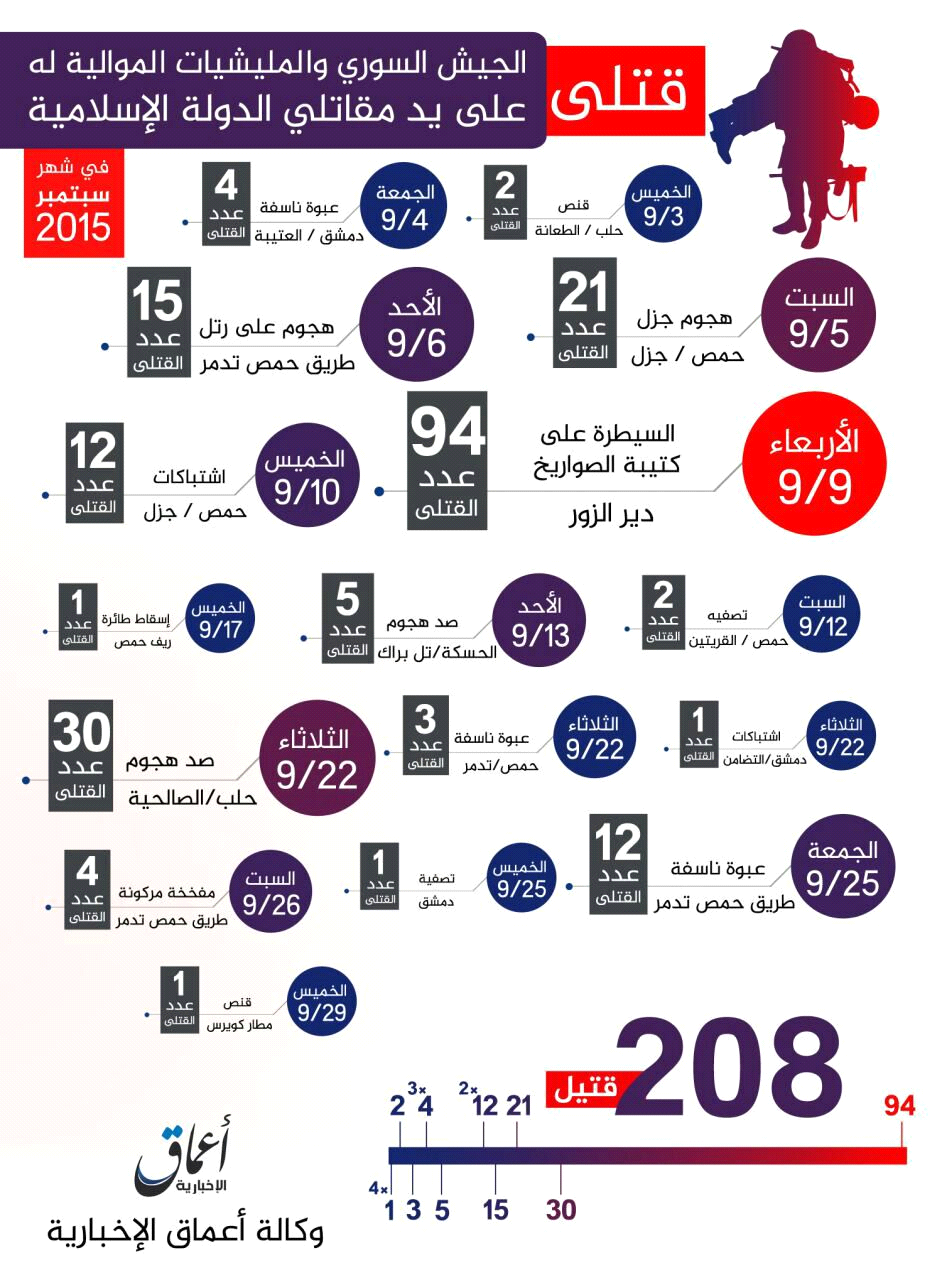 قتلى
الجيش السوري والمليشيات الموالية له
على يد مقاتلي الدولة الإسلامية
في شهر
سبتمبر
2015
الخميس
9/3
قنص
حلب / الطعانة
2
عدد
القتلى
الجمعة
9/4
عبوة ناسفة
دمشق / العتيبة
4
عدد
القتلى
السبت
9/5
هجوم جزل
حمص / جزل
21
عدد
القتلى
الأحد
9/6
هجوم على رتل
طريق حمص تدمر
15
عدد
القتلى
الأربعاء
9/9
السيطرة على
كتيبة الصواريخ
دير الزور
94
عدد
القتلى
الخميس
9/10
اشتباكات
حمص / جزل
12
عدد
القتلى
السبت
9/12
تصفيه
حمص / القريتين
2
عدد
القتلى
الأحد
9/13
صد هجوم
الحسكة/تل براك
5
عدد
القتلى
الخميس
9/17
إسقاط طائرة
ريف حمص
1
عدد
القتلى
الثلاثاء
9/22
اشتباكات
دمشق/التضامن
1
عدد
القتلى
الثلاثاء
9/22
عبوة ناسفة
حمص/تدمر
3
عدد
القتلى
الثلاثاء
9/22
صد هجوم
حلب/الصالحية
30
عدد
القتلى
الجمعة
9/25
عبوة ناسفة
طريق حمص تدمر
12
عدد
القتلى
الخميس
9/25
تصفية
دمشق
1
عدد
القتلى
السبت
9/26
مفخخة مركونة
طريق حمص تدمر
4
عدد
القتلى
الخميس
9/29
قنص
مطار كويرس
1
عدد
القتلى
208
قتيل
2 3× 4 2× 12 21 94
4× 1 3 5 15 30
أعماق
الإخبارية
وكالة أعماق الإخبارية